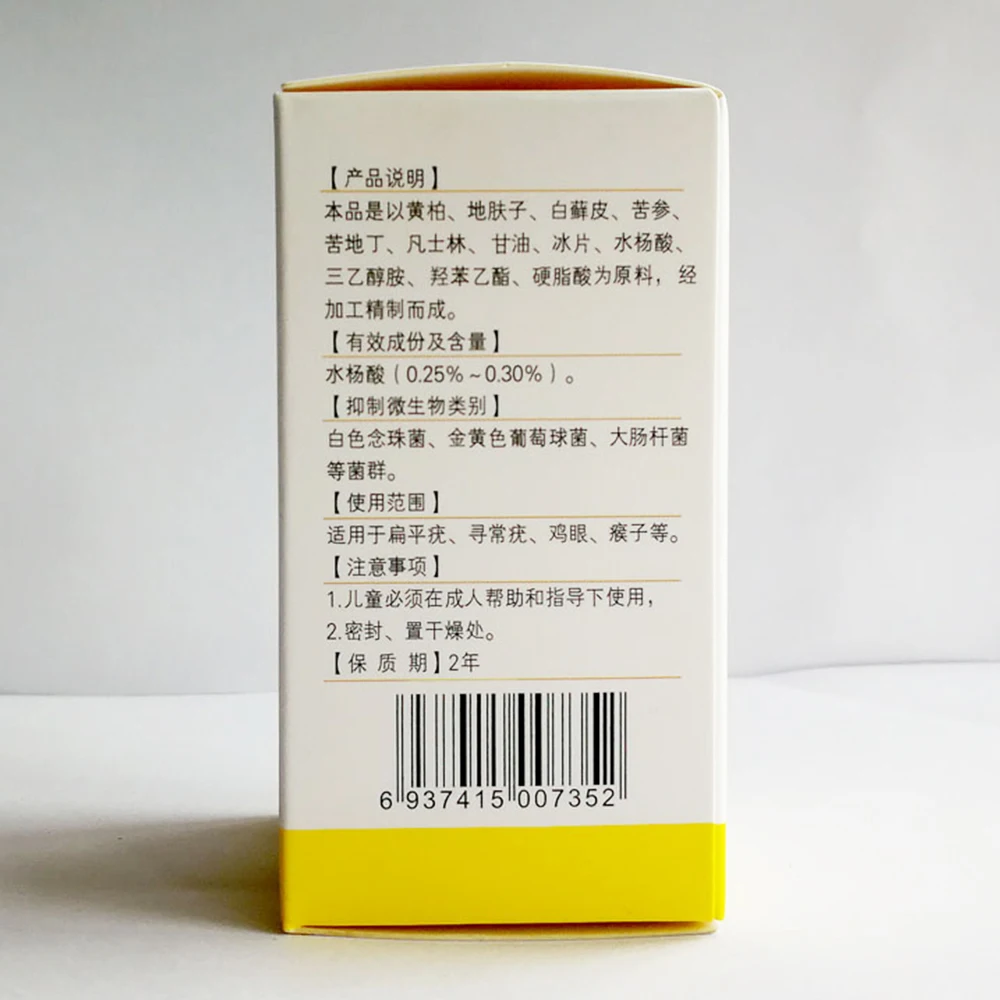 【产品说明】
本品是以黄柏、地肤子、白藓皮、苦参、
苦地丁、凡士林、甘油、冰片、水杨酸、
三乙醇胺、羟苯乙酯、硬脂酸为原料，经
加工精制而成。
【有效成份及含量】
水杨酸（0.25%~0.30%）。
【抑制微生物类别】
白色念珠菌、金黄色葡萄球菌、大肠杆菌
等菌群。
【使用范围】
适用于扁平疣、寻常疣、鸡眼、瘊子等。
【注意事项】
1.儿童必须在成人帮助和指导下使用，
2.密封、置干燥处。
【保 质 期】2年
6 937415 007352